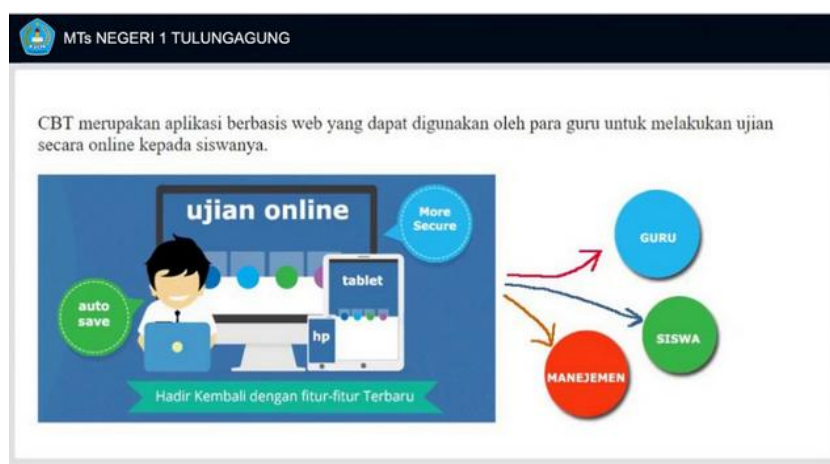 MTs NEGERI 1 TULUNGAGUNG
CBT merupakan aplikasi berbasis web yang dapat digunakan oleh para guru untuk melakukan ujian
secara online kepada siswanya.
ujian online
More
Secure
auto
save
tablet
hp
Hadir Kembali dengan fitur-fitur Terbaru
GURU
SISWA
MANEJEMEN